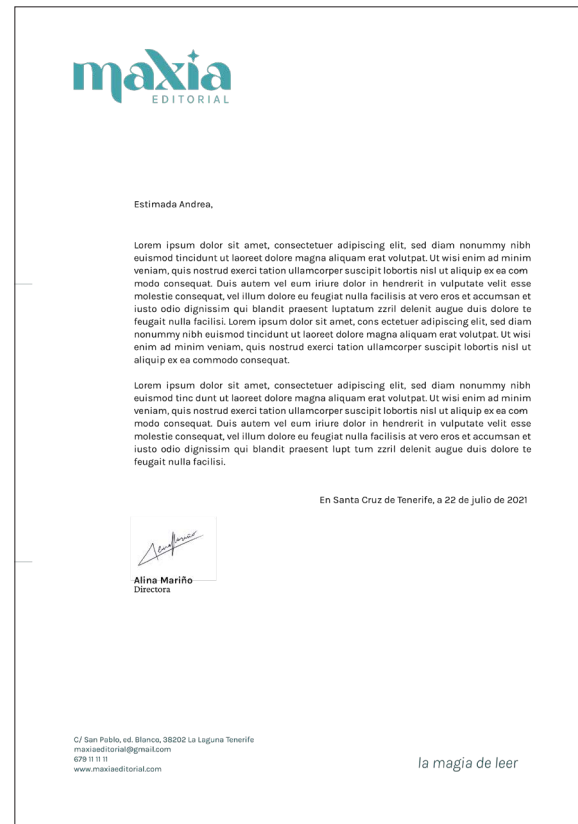 maxia
EDITORIAL
Estimada Andrea,
Lorem ipsum dolor sit amet, consectetuer adipiscing elit, sed diam nonummy nibh
euismod tincidunt ut laoreet dolore magna aliquam erat volutpat. Ut wisi enim ad minim
veniam, quis nostrud exerci tation ullamcorper suscipit lobortis nisl ut aliquip ex ea com
modo consequat. Duis autem vel eum iriure dolor in hendrerit in vulputate velit esse
molestie consequat, vel illum dolore eu feugiat nulla facilisis at vero eros et accumsan et
iusto odio dignissim qui blandit praesent luptatum zzril delenit augue duis dolore te
feugait nulla facilisi. Lorem ipsum dolor sit amet, cons ectetuer adipiscing elit, sed diam
nonummy nibh euismod tincidunt ut laoreet dolore magna aliquam erat volutpat. Ut wisi
enim ad minim veniam, quis nostrud exerci tation ullamcorper suscipit lobortis nisl ut
aliquip ex ea commodo consequat.
Lorem ipsum dolor sit amet, consectetuer adipiscing elit, sed diam nonummy nibh
euismod tinc dunt ut laoreet dolore magna aliquam erat volutpat. Ut wisi enim ad minim
veniam, quis nostrud exerci tation ullamcorper suscipit lobortis nisl ut aliquip ex ea com
modo consequat. Duis autem vel eum iriure dolor in hendrerit in vulputate velit esse
molestie consequat, vel illum dolore eu feugiat nulla facilisis at vero eros et accumsan et
iusto odio dignissim qui blandit praesent lupt tum zzril delenit augue duis dolore te
feugait nulla facilisi.
En Santa Cruz de Tenerife, a 22 de julio de 2021
Alina Mariño
Directora
C/ San Pablo, ed. Blanco, 38202 La Laguna Tenerife
maxiaeditorial@gmail.com
679 11 11 11
www.maxiaeditorial.com
la magia de leer